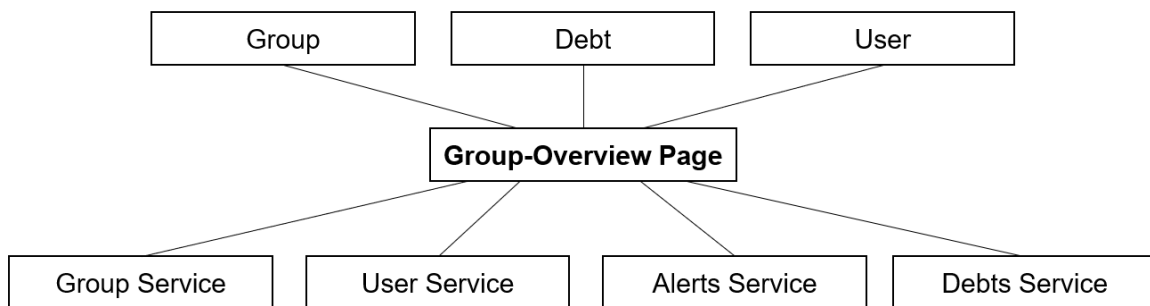 Group
Debt
User
Group-Overview Page
Group Service
User Service
Alerts Service
Debts Service